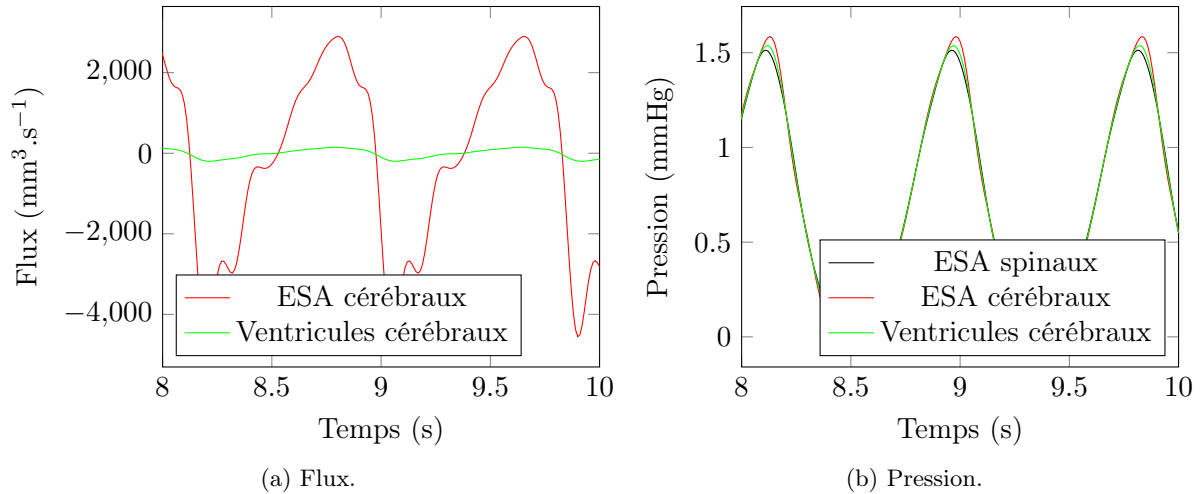 2,000
0
−2,000
−4,000
Flux (mm³.s⁻¹)
ESA cérébraux
Ventricules cérébraux
8
8.5
9
9.5
10
Temps (s)
(a) Flux.
1.5
1
0.5
0
Pression (mmHg)
ESA spinaux
ESA cérébraux
Ventricules cérébraux
8
8.5
9
9.5
10
Temps (s)
(b) Pression.